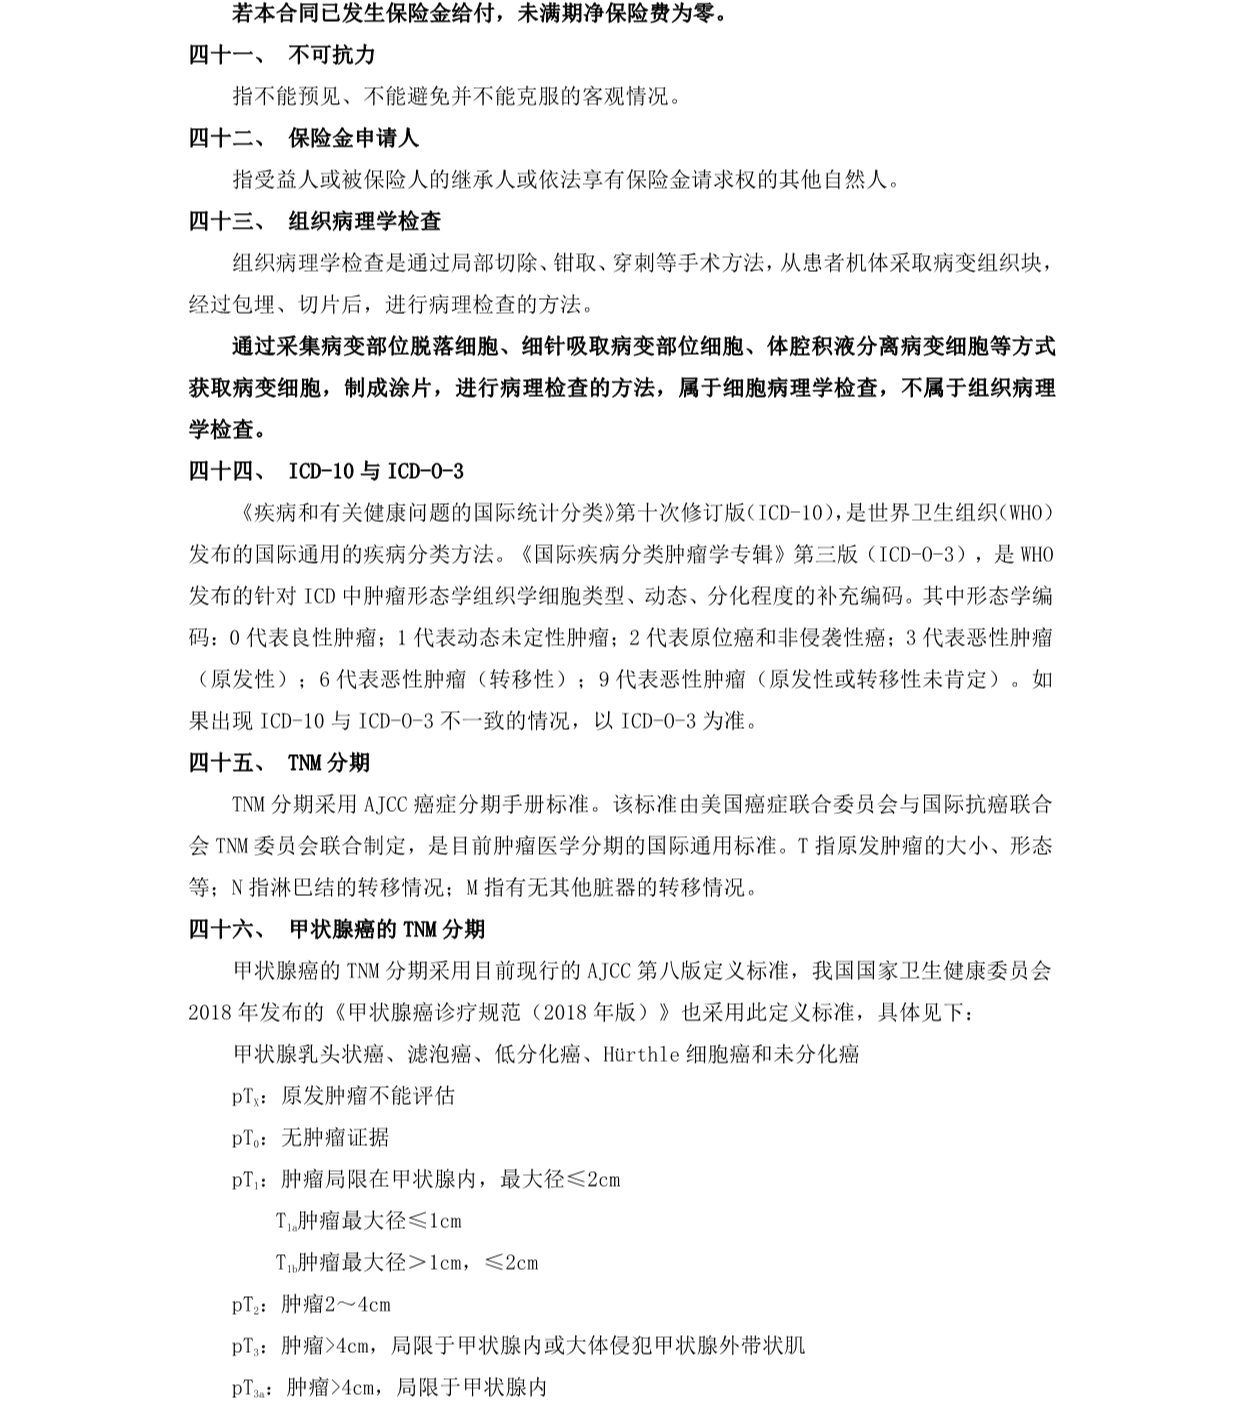 若本合同已发生保险金给付，未满期净保险费为零。
四十一、 不可抗力
指不能预见、不能避免并不能克服的客观情况。
四十二、 保险金申请人
指受益人或被保险人的继承人或依法享有保险金请求权的其他自然人。
四十三、 组织病理学检查
组织病理学检查是通过局部切除、钳取、穿刺等手术方法，从患者机体采取病变组织块，
经过包埋、切片后，进行病理检查的方法。
通过采集病变部位脱落细胞、细针吸取病变部位细胞、体腔积液分离病变细胞等方式
获取病变细胞，制成涂片，进行病理检查的方法，属于细胞病理学检查，不属于组织病理
学检查。
四十四、 ICD-10 与 ICD-O-3
《疾病和有关健康问题的国际统计分类》第十次修订版（ICD-10），是世界卫生组织（WHO）
发布的国际通用的疾病分类方法。《国际疾病分类肿瘤学专辑》第三版（ICD-O-3），是 WHO
发布的针对 ICD 中肿瘤形态学组织学细胞类型、动态、分化程度的补充编码。其中形态学编
码：0 代表良性肿瘤；1 代表动态未定性肿瘤；2 代表原位癌和非侵袭性癌；3 代表恶性肿瘤
（原发性）；6 代表恶性肿瘤（转移性）；9 代表恶性肿瘤（原发性或转移性未肯定）。如
果出现 ICD-10 与 ICD-O-3 不一致的情况，以 ICD-O-3 为准。
四十五、 TNM 分期
TNM 分期采用 AJCC 癌症分期手册标准。该标准由美国癌症联合委员会与国际抗癌联合
会 TNM 委员会联合制定，是目前肿瘤医学分期的国际通用标准。T 指原发肿瘤的大小、形态
等；N 指淋巴结的转移情况；M 指有无其他脏器的转移情况。
四十六、 甲状腺癌的 TNM 分期
甲状腺癌的 TNM 分期采用目前现行的 AJCC 第八版定义标准，我国国家卫生健康委员会
2018 年发布的《甲状腺癌诊疗规范（2018 年版）》也采用此定义标准，具体见下：
甲状腺乳头状癌、滤泡癌、低分化癌、Hürthle 细胞癌和未分化癌
pTₓ：原发肿瘤不能评估
pT₀：无肿瘤证据
pT₁：肿瘤局限在甲状腺内，最大径≤2cm
T₁ₐ肿瘤最大径≤1cm
T₁b肿瘤最大径＞1cm，≤2cm
pT₂：肿瘤2～4cm
pT₃：肿瘤>4cm，局限于甲状腺内或大体侵犯甲状腺外带状肌
pT₃ₐ：肿瘤>4cm，局限于甲状腺内